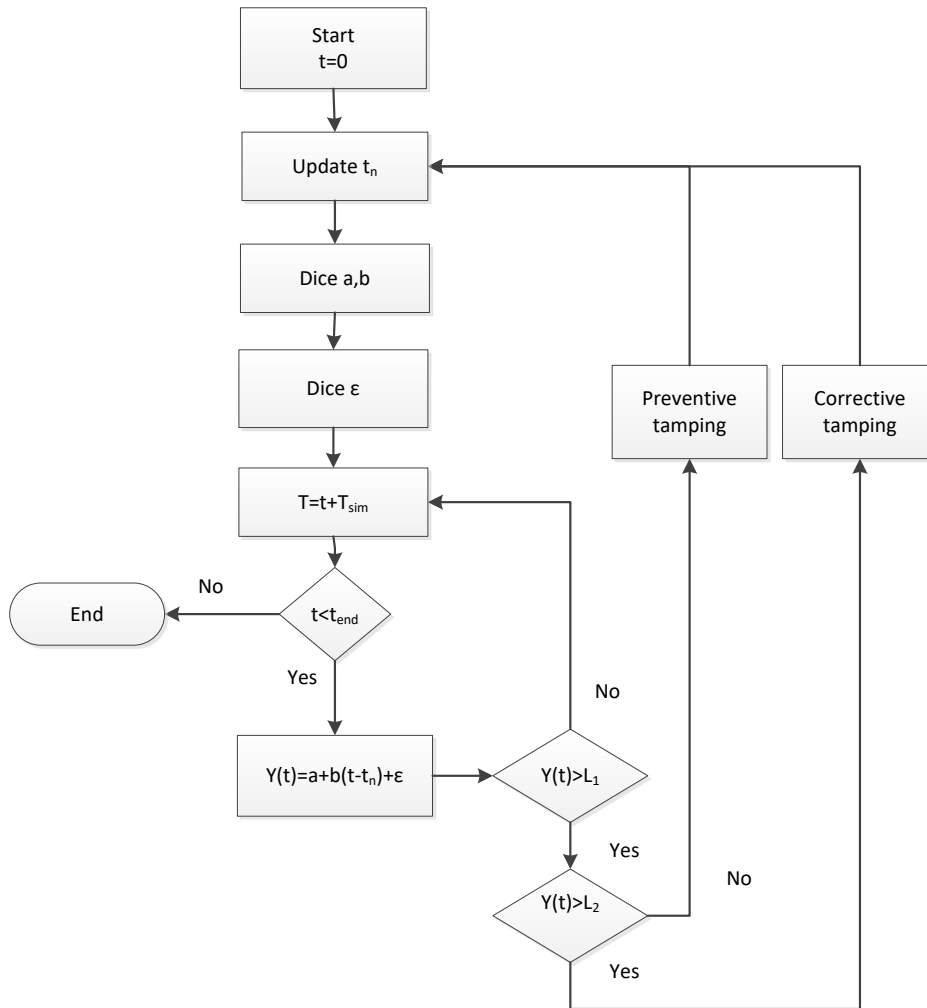 Start
t=0
Update tₙ
Dice a,b
Dice ε
Preventive
tamping
Corrective
tamping
T=t+Tsim
No
End
t<tend
Yes
No
Y(t)=a+b(t-tₙ)+ε
Y(t)>L₁
Yes
No
Y(t)>L₂
Yes